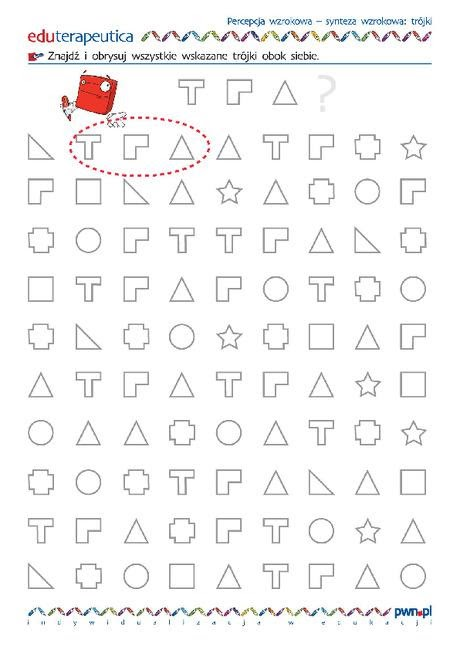 Percepcja wzrokowa – synteza wzrokowa: trójki
eduterapeutica
Znajdź i obrysuj wszystkie wskazane trójki obok siebie.
?
pwn.pl
indywidualizacja w edukacji